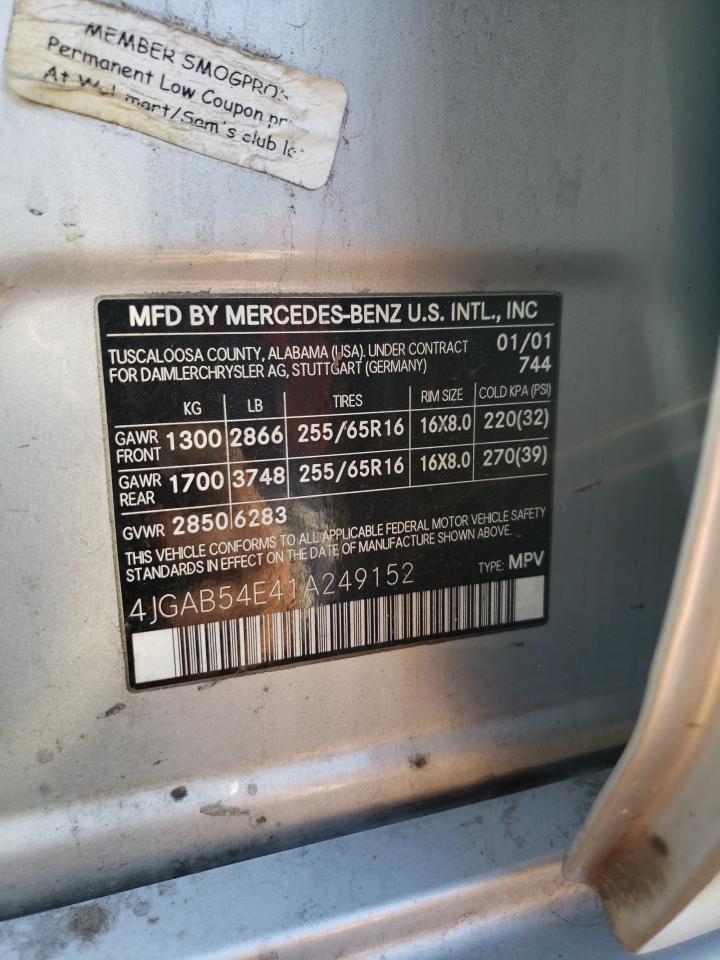 MEMBER SMOGPROS
Permanent Low Coupon pr
At mart/Sam's club
MFD BY MERCEDES-BENZ U.S. INTL., INC
TUSCALOOSA COUNTY, ALABAMA (USA). UNDER CONTRACT 01/01
FOR DAIMLERCHRYSLER AG, STUTTGART (GERMANY) 744
KG LB TIRES RIM SIZE COLD KPA (PSI)
GAWR FRONT 1300 2866 255/65R16 16X8.0 220(32)
GAWR REAR 1700 3748 255/65R16 16X8.0 270(39)
GVWR 2850 6283
THIS VEHICLE CONFORMS TO ALL APPLICABLE FEDERAL MOTOR VEHICLE SAFETY
STANDARDS IN EFFECT ON THE DATE OF MANUFACTURE SHOWN ABOVE.
4JGAB54E41A249152 TYPE: MPV